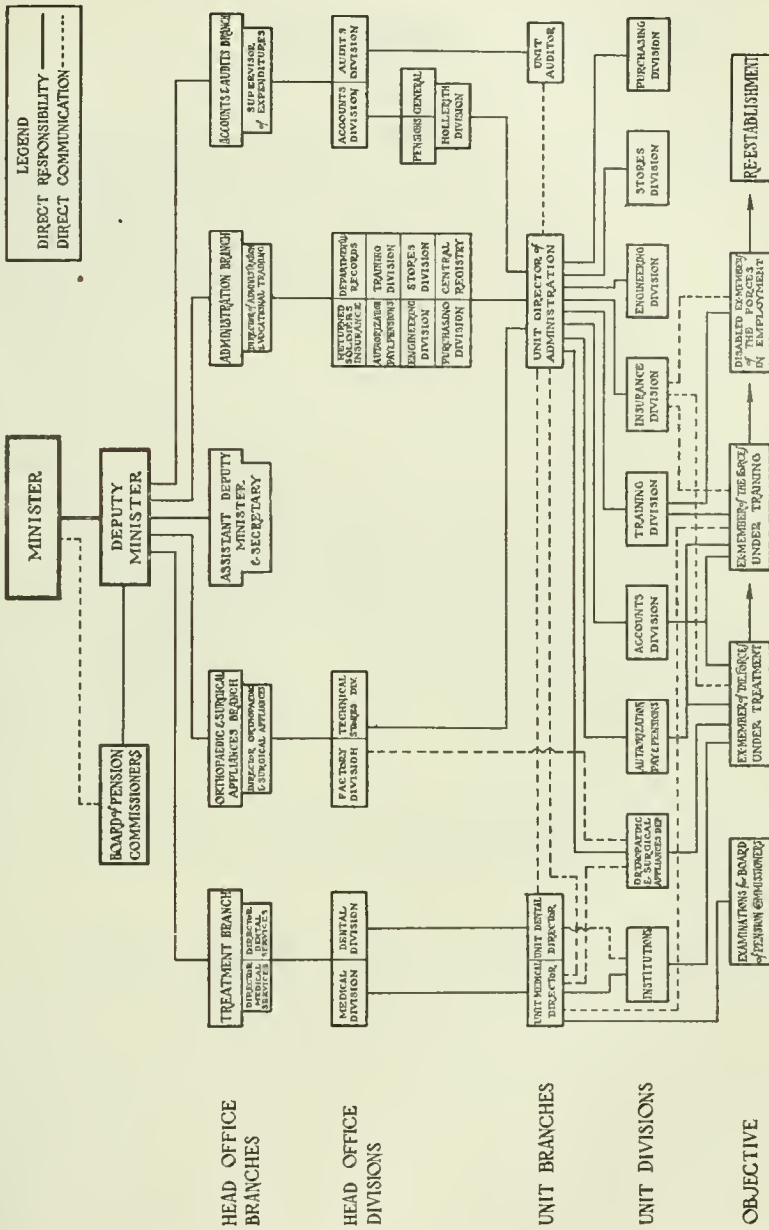 LEGEND
DIRECT RESPONSIBILITY
DIRECT COMMUNICATION
MINISTER
DEPUTY
MINISTER
BOARD of PENSION
COMMISSIONERS
HEAD OFFICE
BRANCHES
TREATMENT BRANCH
DIRECTOR
MEDICAL
SERVICES
DIRECTOR
DENTAL
SERVICES
ORTHOPAEDIC & SURGICAL
APPLIANCES BRANCH
DIRECTOR ORTHOPAEDIC
& SURGICAL APPLIANCES
ASSISTANT DEPUTY
MINISTER
& SECRETARY
ADMINISTRATION BRANCH
DIRECTOR of ADMINISTRATION
& VOCATIONAL TRAINING
ACCOUNTS & AUDITS BRANCH
SUPERVISOR
of EXPENDITURES
HEAD OFFICE
DIVISIONS
MEDICAL
DIVISION
DENTAL
DIVISION
FACTORY
DIVISION
TECHNICAL
STORES DIV.
RETURNED
SOLDIERS
INSURANCE
DEPARTMENTAL
RECORDS
AUTHORIZATION
PAY & PENSIONS
TRAINING
DIVISION
ENGINEERING
DIVISION
STORES
DIVISION
PURCHASING
DIVISION
CENTRAL
REGISTRY
ACCOUNTS
DIVISION
AUDITS
DIVISION
PENSIONS
GENERAL
HOLLERITH
DIVISION
UNIT BRANCHES
UNIT MEDICAL
DIRECTOR
UNIT DENTAL
DIRECTOR
UNIT DIRECTOR of
ADMINISTRATION
UNIT
AUDITOR
UNIT DIVISIONS
INSTITUTIONS
ORTHOPAEDIC
& SURGICAL
APPLIANCES DEP
AUTHORIZATION
PAY & PENSIONS
ACCOUNTS
DIVISION
TRAINING
DIVISION
INSURANCE
DIVISION
ENGINEERING
DIVISION
STORES
DIVISION
PURCHASING
DIVISION
OBJECTIVE
EXAMINATIONS for BOARD
of PENSION COMMISSIONERS
EX-MEMBER of THE FORCES
UNDER TREATMENT
EX-MEMBER of THE FORCES
UNDER TRAINING
DISABLED EX-MEMBER
of THE FORCES
IN EMPLOYMENT
RE-ESTABLISHMENT